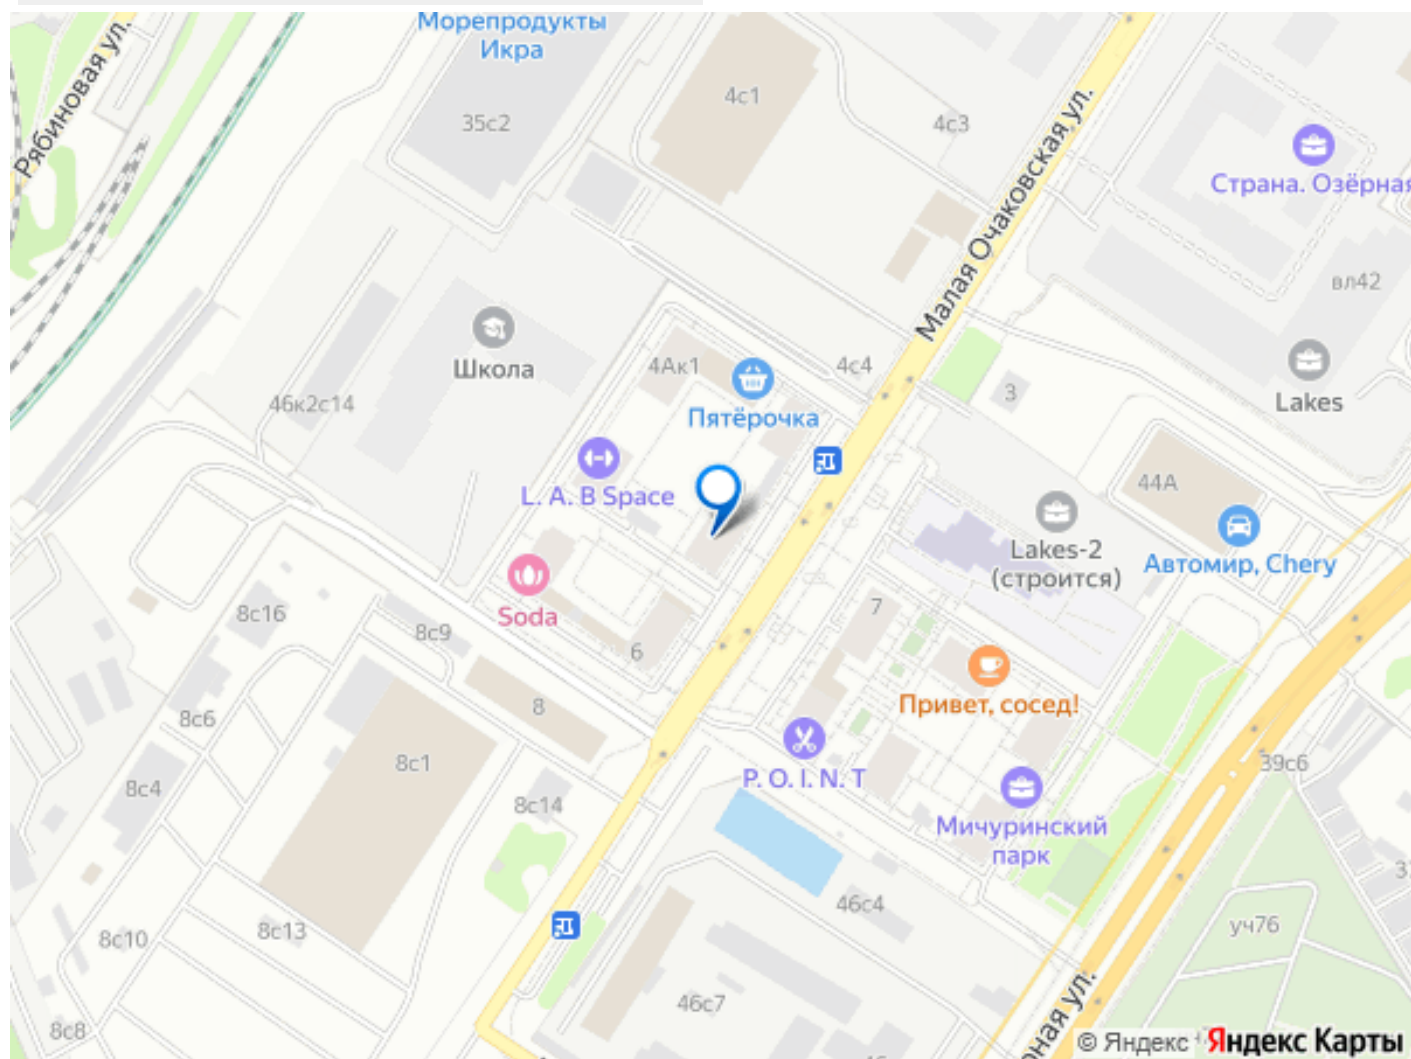 Морепродукты
Икра
Рябиновая ул.
35с2
4с1
4с3
Малая Очаковская ул.
Страна. Озёрная
вл42
Школа
4Ак1
4с4
Пятёрочка
3
Lakes
46к2с14
L. A. B Space
44А
Lakes-2
(строится)
Автомир, Chery
Soda
8с16
8с9
7
6
Привет, сосед!
8с6
8
8с1
P. O. I. N. T
39с6
8с4
8с14
Мичуринский
парк
46с4
8с10
8с13
уч76
46с7
8с8
© Яндекс
Яндекс Карты